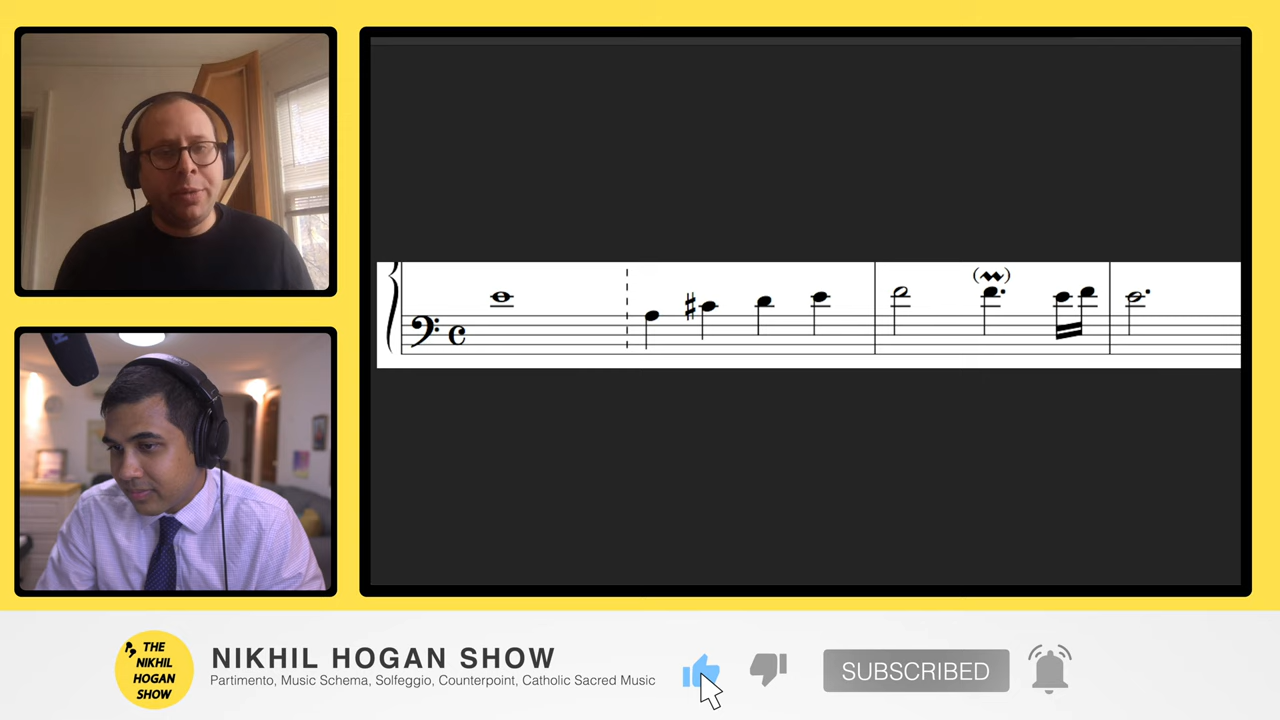 THE
NIKHIL
HOGAN
SHOW
NIKHIL HOGAN SHOW
Partimento, Music Schema, Solfeggio, Counterpoint, Catholic Sacred Music
SUBSCRIBED